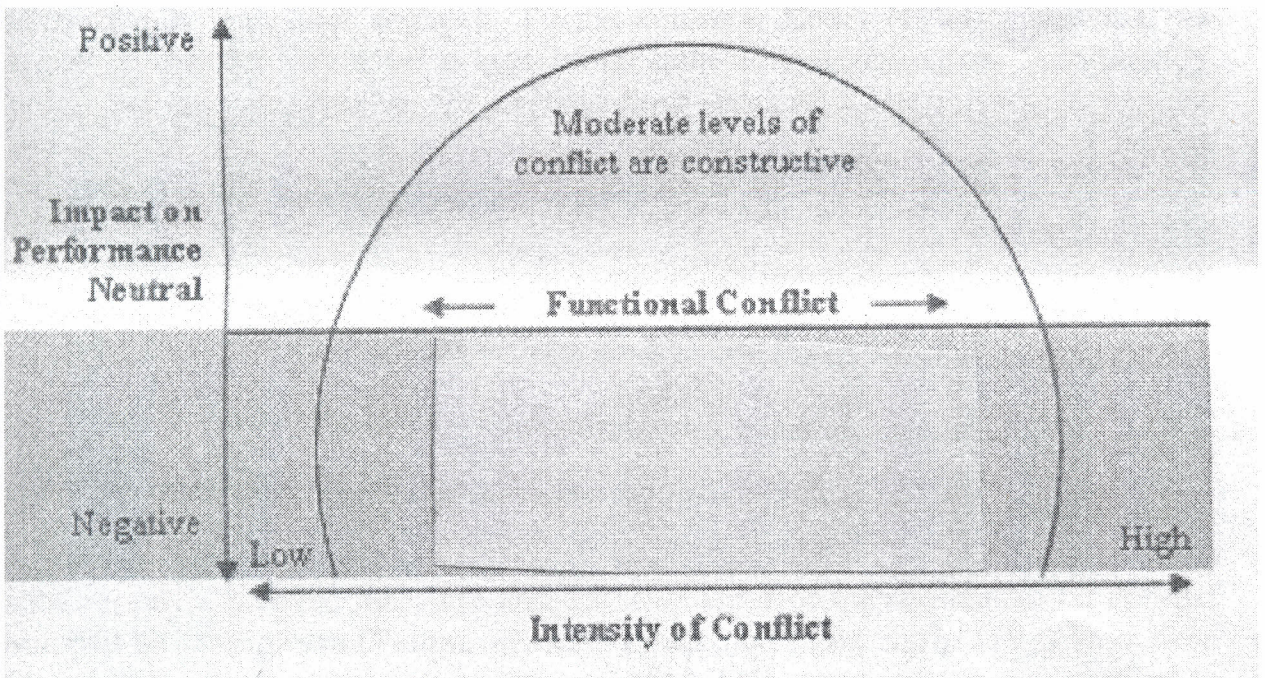 Positive
Moderate levels of
conflict are constructive
Impact on
Performance
Neutral
Functional Conflict
Negative
Low
High
Intensity of Conflict